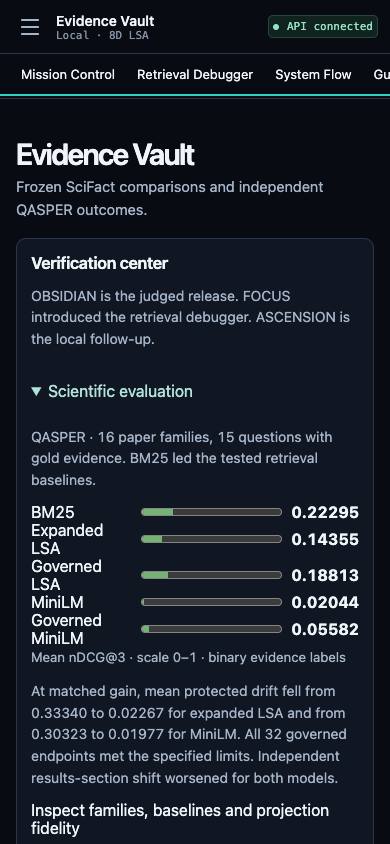 Evidence Vault
Local · 8D LSA
● API connected
Mission Control Retrieval Debugger System Flow Gu
Evidence Vault
Frozen SciFact comparisons and independent
QASPER outcomes.
Verification center
OBSIDIAN is the judged release. FOCUS
introduced the retrieval debugger. ASCENSION is
the local follow-up.
▼ Scientific evaluation
QASPER · 16 paper families, 15 questions with
gold evidence. BM25 led the tested retrieval
baselines.
BM25 0.22295
Expanded
LSA 0.14355
Governed
LSA 0.18813
MiniLM 0.02044
Governed
MiniLM 0.05582
Mean nDCG@3 · scale 0–1 · binary evidence labels
At matched gain, mean protected drift fell from
0.33340 to 0.02267 for expanded LSA and from
0.30323 to 0.01977 for MiniLM. All 32 governed
endpoints met the specified limits. Independent
results-section shift worsened for both models.
Inspect families, baselines and projection
fidelity